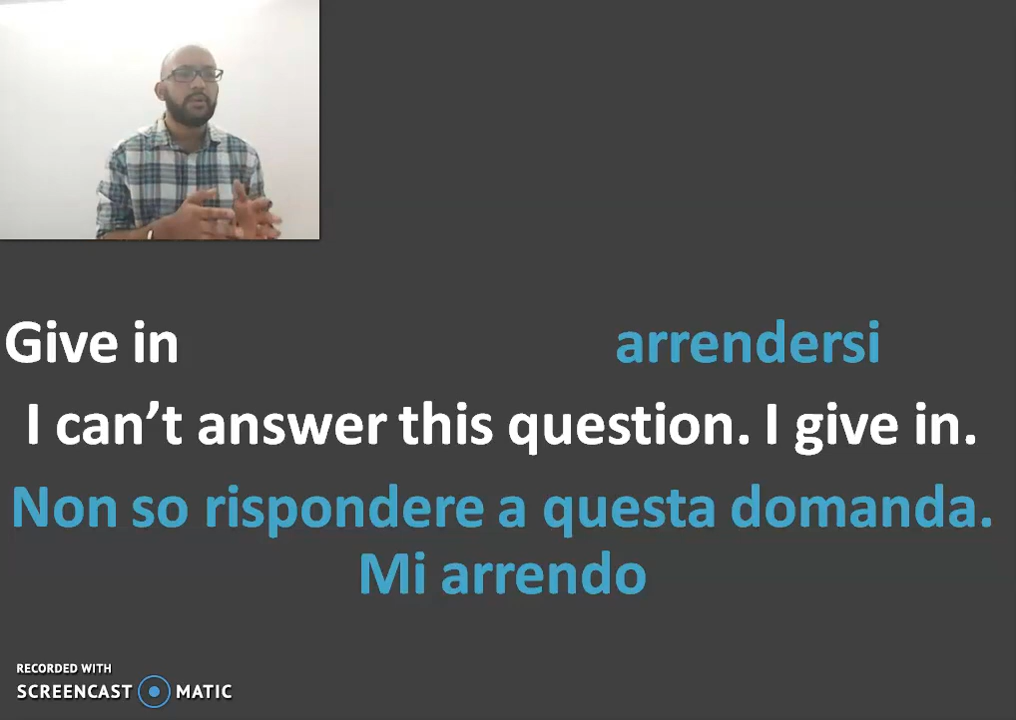 Give in arrendersi
I can’t answer this question. I give in.
Non so rispondere a questa domanda.
Mi arrendo
RECORDED WITH
SCREENCAST MATIC